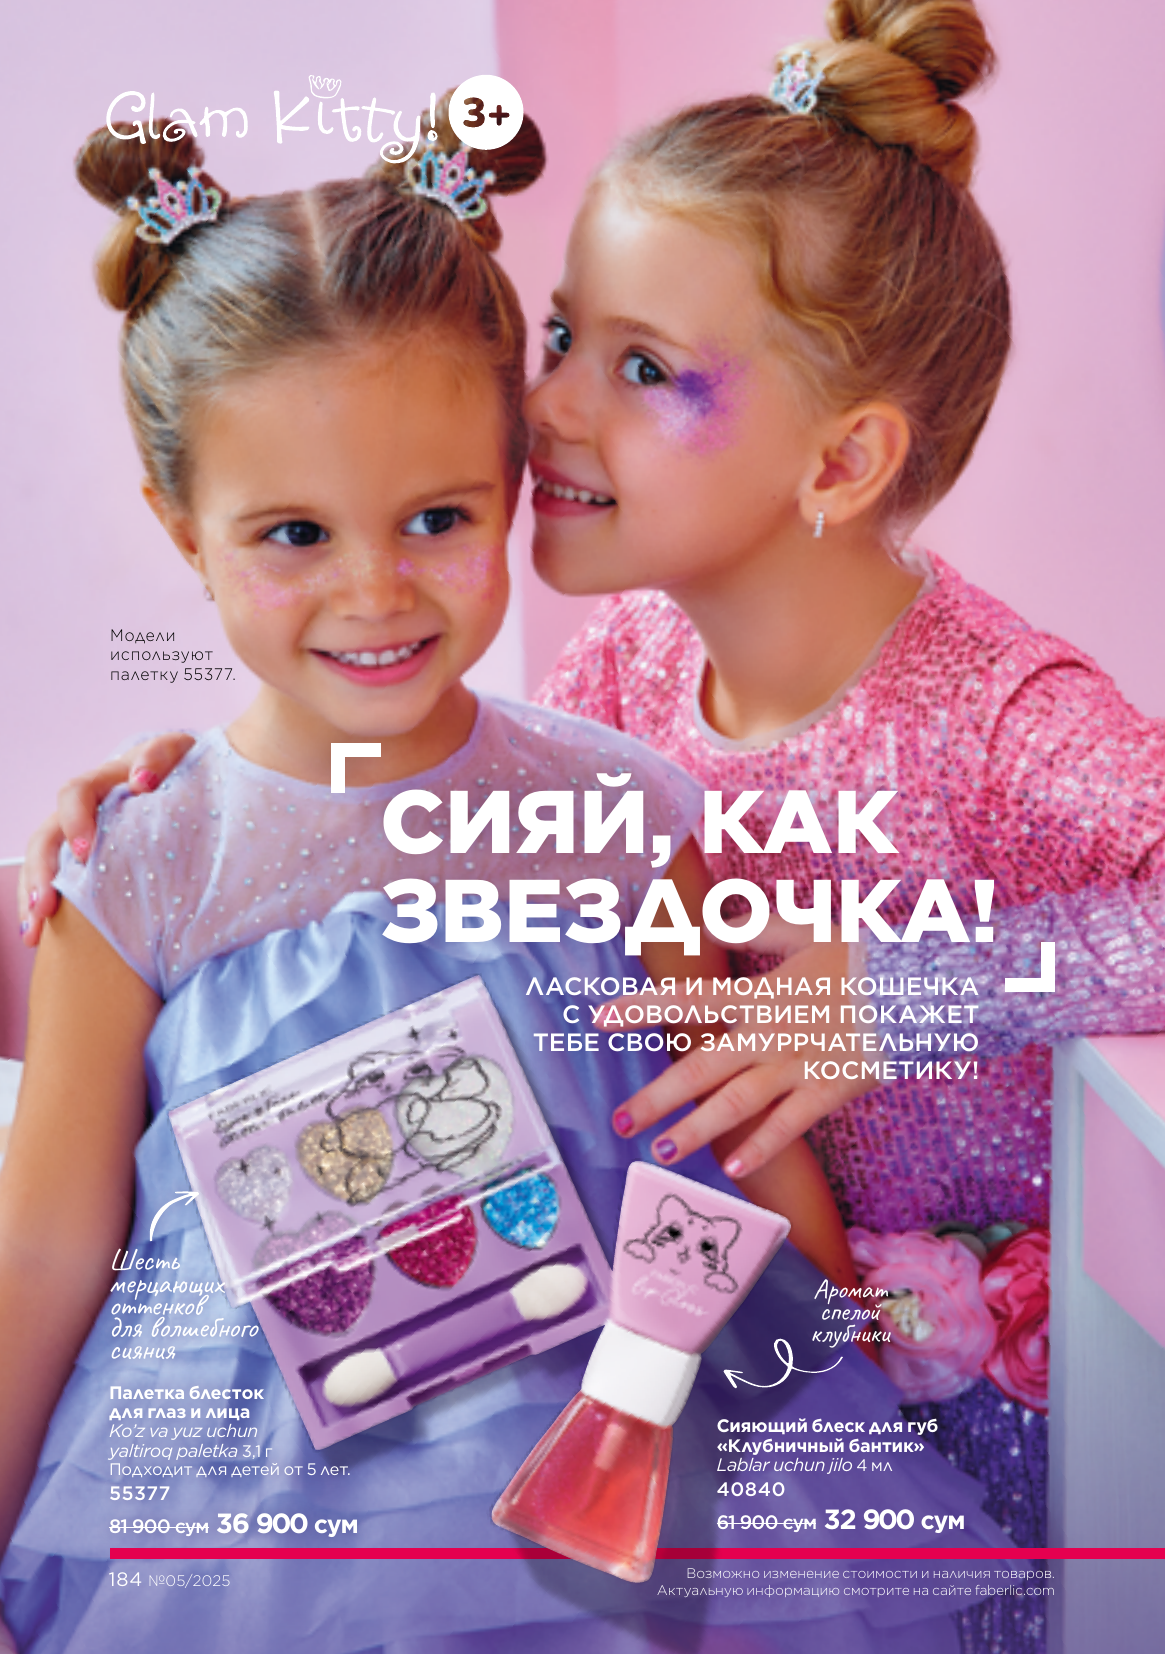 Glam Kitty!
3+
Модели
используют
палетку 55377.
СИЯЙ, КАК
ЗВЕЗДОЧКА!
ЛАСКОВАЯ И МОДНАЯ КОШЕЧКА
С УДОВОЛЬСТВИЕМ ПОКАЖЕТ
ТЕБЕ СВОЮ ЗАМУРРЧАТЕЛЬНУЮ
КОСМЕТИКУ!
Шесть
мерцающих
оттенков
для волшебного
сияния
Палетка блесток
для глаз и лица
Ko'z va yuz uchun
yaltiroq paletka 3,1 г
Подходит для детей от 5 лет.
55377
81 900 сум 36 900 сум
Lip Gloss
Аромат
спелой
клубники
Сияющий блеск для губ
«Клубничный бантик»
Lablar uchun jilo 4 мл
40840
61 900 сум 32 900 сум
184 №05/2025
Возможно изменение стоимости и наличия товаров.
Актуальную информацию смотрите на сайте faberlic.com